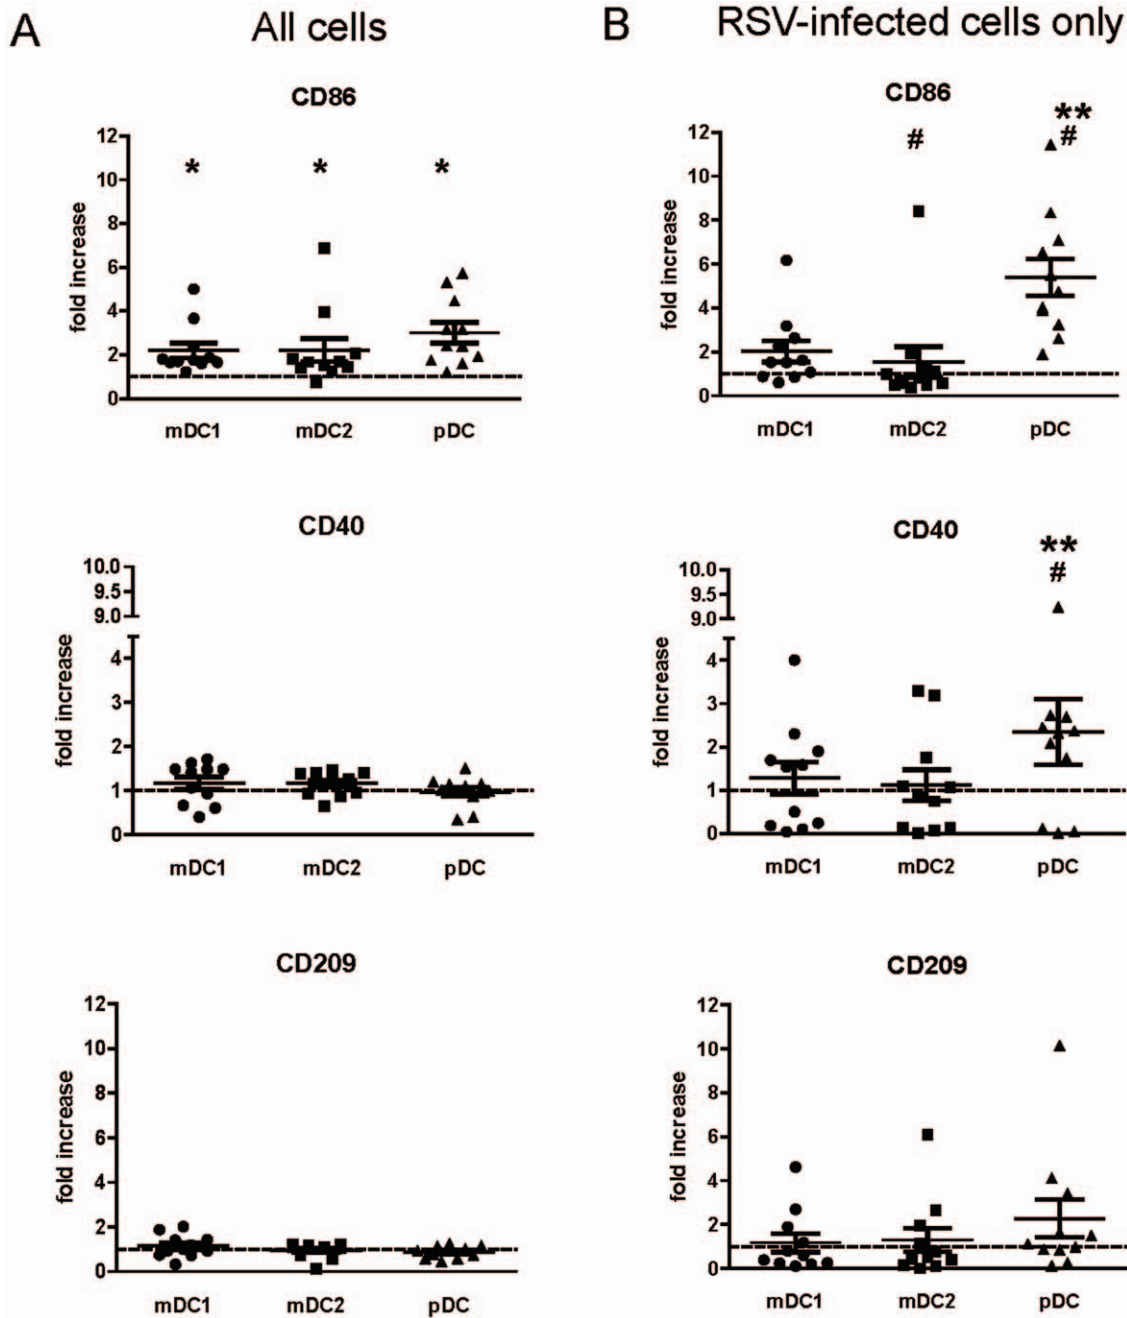 A All cells
CD86
fold increase
12
10
8
6
4
2
0
* * *
mDC1 mDC2 pDC
CD40
fold increase
10.0
9.5
9.0
4
3
2
1
0
mDC1 mDC2 pDC
CD209
fold increase
12
10
8
6
4
2
0
mDC1 mDC2 pDC
B RSV-infected cells only
CD86
fold increase
12
10
8
6
4
2
0
**
# #
mDC1 mDC2 pDC
CD40
fold increase
10.0
9.5
9.0
4
3
2
1
0
**
#
mDC1 mDC2 pDC
CD209
fold increase
12
10
8
6
4
2
0
mDC1 mDC2 pDC